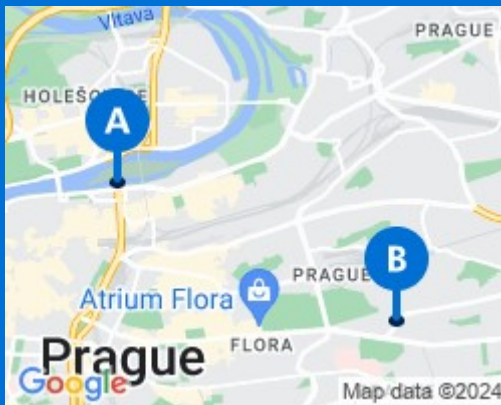 Vltava
PRAGUE
HOLEŠOVICE
A
PRAGUE
B
Atrium Flora
FLORA
Prague
Google
Map data ©2024